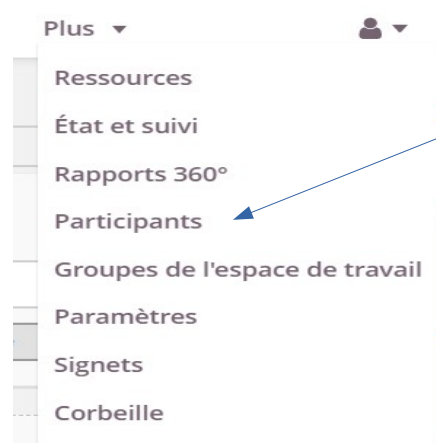 Plus
Ressources
État et suivi
Rapports 360°
Participants
Groupes de l'espace de travail
Paramètres
Signets
Corbeille